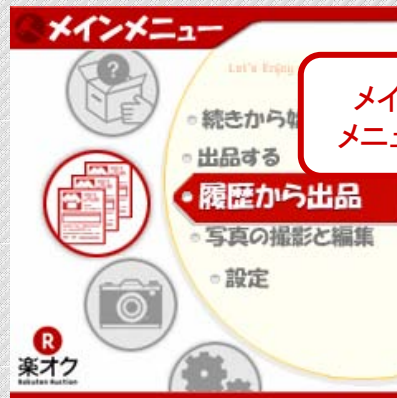 メインメニュー
Let's Enjoy
メイ
メニュ
続きから
出品する
履歴から出品
写真の撮影と編集
設定
?
R
楽オク
Rakuten Auction